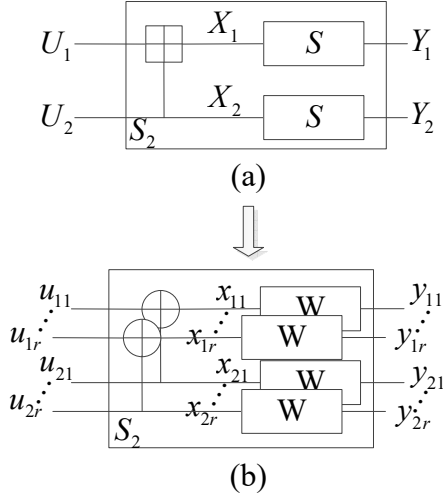 U₁ X₁ S Y₁
U₂ X₂ S Y₂
S₂
(a)
u₁₁ x₁₁ W y₁₁
u₁ᵣ x₁ᵣ W y₁ᵣ
u₂₁ x₂₁ W y₂₁
u₂ᵣ x₂ᵣ W y₂ᵣ
S₂
(b)